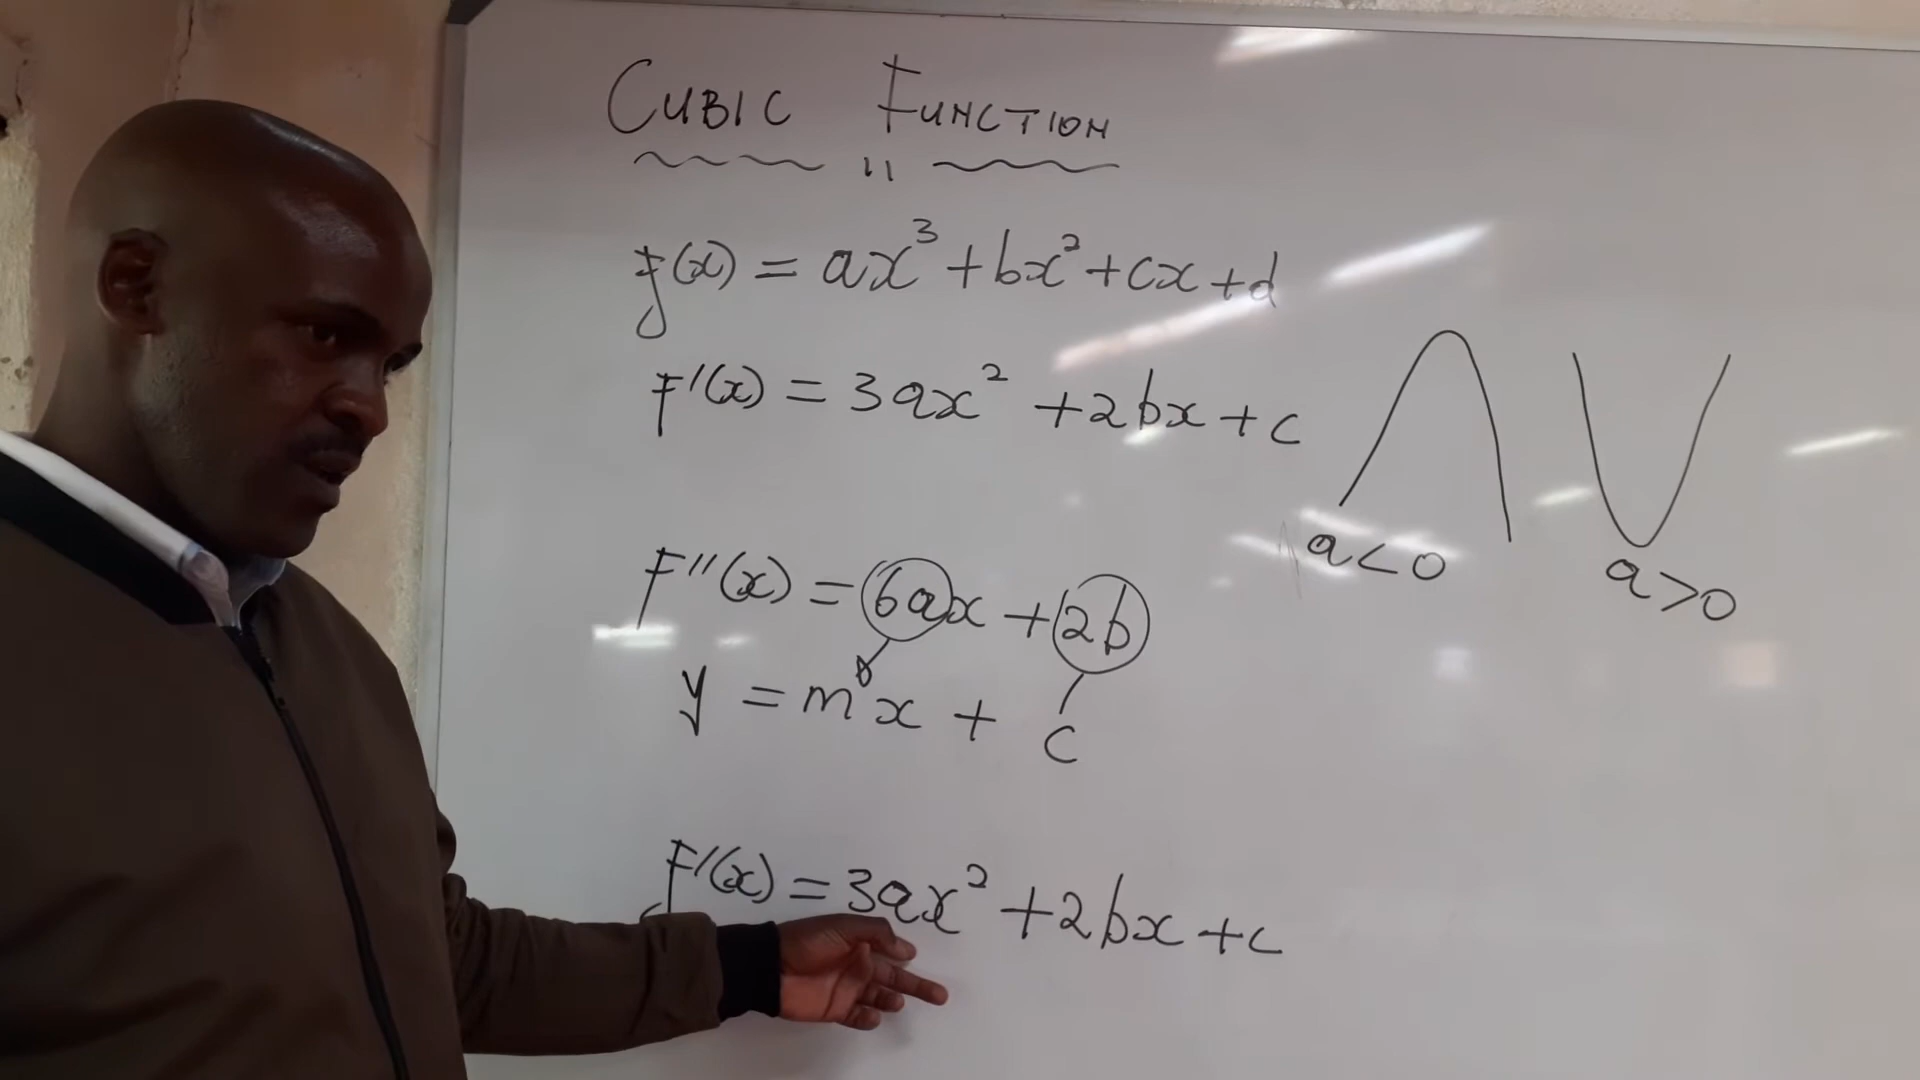 CUBIC FUNCTION
f(x) = ax³ + bx² + cx + d
F'(x) = 3ax² + 2bx + c
a < 0
a > 0
F''(x) = 6ax + 2b
y = mx + c
F'(x) = 3ax² + 2bx + c